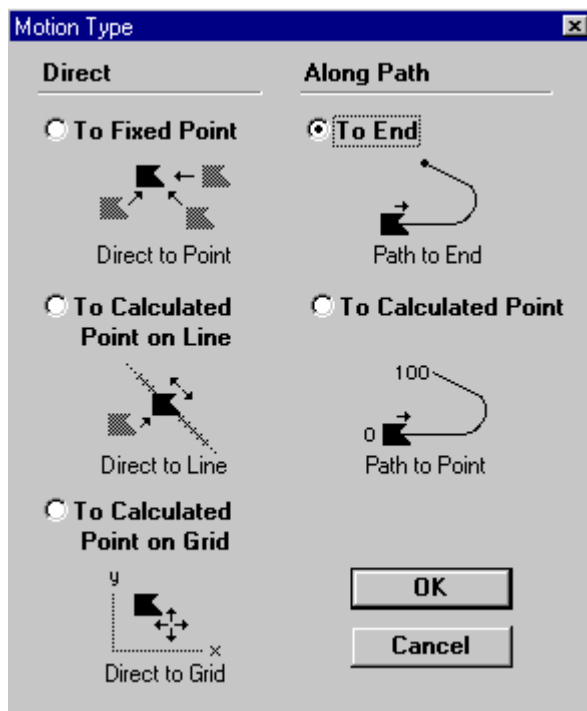 Motion Type
Direct
To Fixed Point
Direct to Point
To Calculated
Point on Line
Direct to Line
To Calculated
Point on Grid
y
x
Direct to Grid
Along Path
To End
Path to End
To Calculated Point
100
0
Path to Point
OK
Cancel